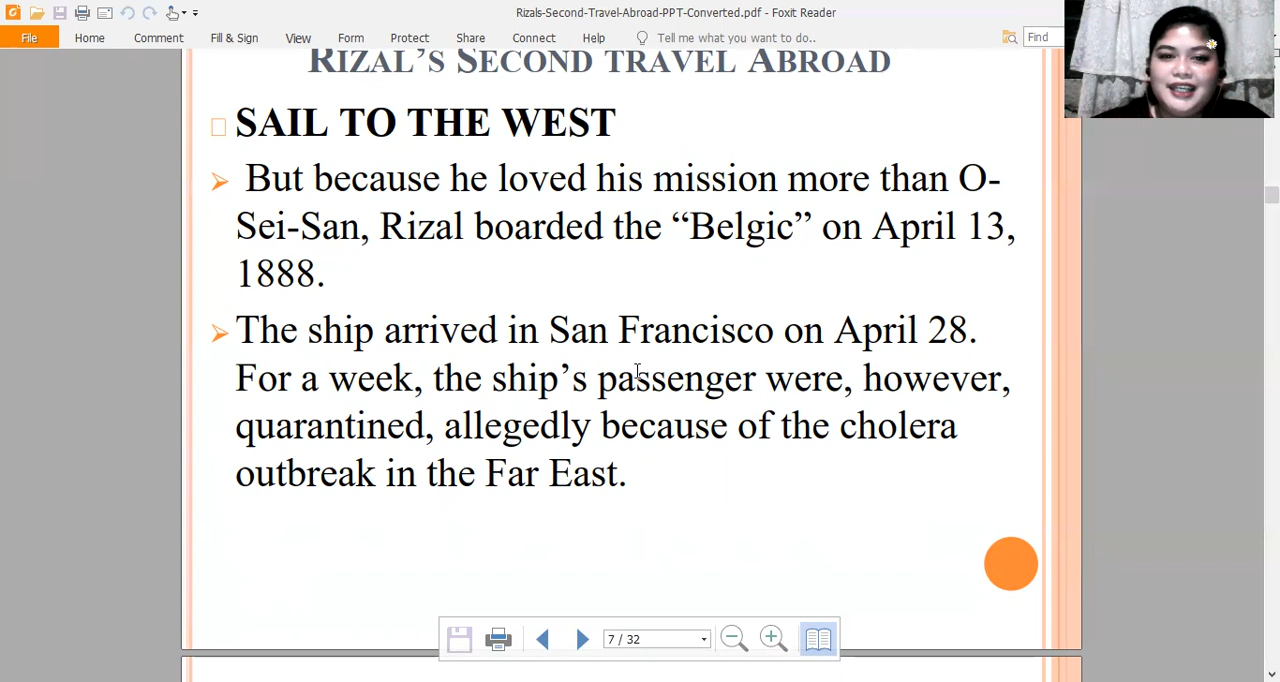 Rizals-Second-Travel-Abroad-PPT-Converted.pdf - Foxit Reader
File Home Comment Fill & Sign View Form Protect Share Connect Help Tell me what you want to do.. Find
RIZAL'S SECOND TRAVEL ABROAD
SAIL TO THE WEST
But because he loved his mission more than O-
Sei-San, Rizal boarded the “Belgic” on April 13,
1888.
The ship arrived in San Francisco on April 28.
For a week, the ship’s passenger were, however,
quarantined, allegedly because of the cholera
outbreak in the Far East.
7 / 32